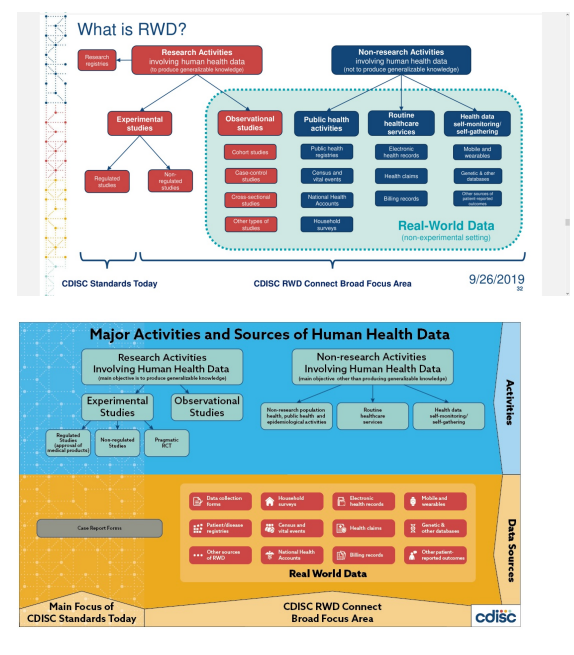 What is RWD?
Research
registries
Research Activities
involving human health data
(to produce generalizable knowledge)
Non-research Activities
involving human health data
(not to produce generalizable knowledge)
Experimental
studies
Observational
studies
Public health
activities
Routine
healthcare
services
Health data
self-monitoring/
self-gathering
Regulated
studies
Non-
regulated
studies
Cohort studies
Case-control
studies
Cross-sectional
studies
Other types of
studies
Public health
registries
Census and
vital events
National Health
Accounts
Household
surveys
Electronic
health records
Health claims
Billing records
Mobile and
wearables
Genetic & other
databases
Other sources of
patient-reported
outcomes
Real-World Data
(non-experimental setting)
CDISC Standards Today
CDISC RWD Connect Broad Focus Area
9/26/2019
32
Major Activities and Sources of Human Health Data
Research Activities
Involving Human Health Data
(main objective is to produce generalizable knowledge)
Non-research Activities
Involving Human Health Data
(main objective other than producing generalizable knowledge)
Experimental
Studies
Observational
Studies
Regulated
Studies
(approval of
medical products)
Non-regulated
Studies
Pragmatic
RCT
Non-research population
health, public health and
epidemiological activities
Routine
healthcare
services
Health data
self-monitoring/
self-gathering
Activities
Case Report Forms
Data collection
forms
Household
surveys
Electronic
health records
Mobile and
wearables
Patient/disease
registries
Census and
vital events
Health claims
Genetic &
other databases
Other sources
of RWD
National Health
Accounts
Billing records
Other patient-
reported outcomes
Real World Data
Data Sources
Main Focus of
CDISC Standards Today
CDISC RWD Connect
Broad Focus Area
cdisc